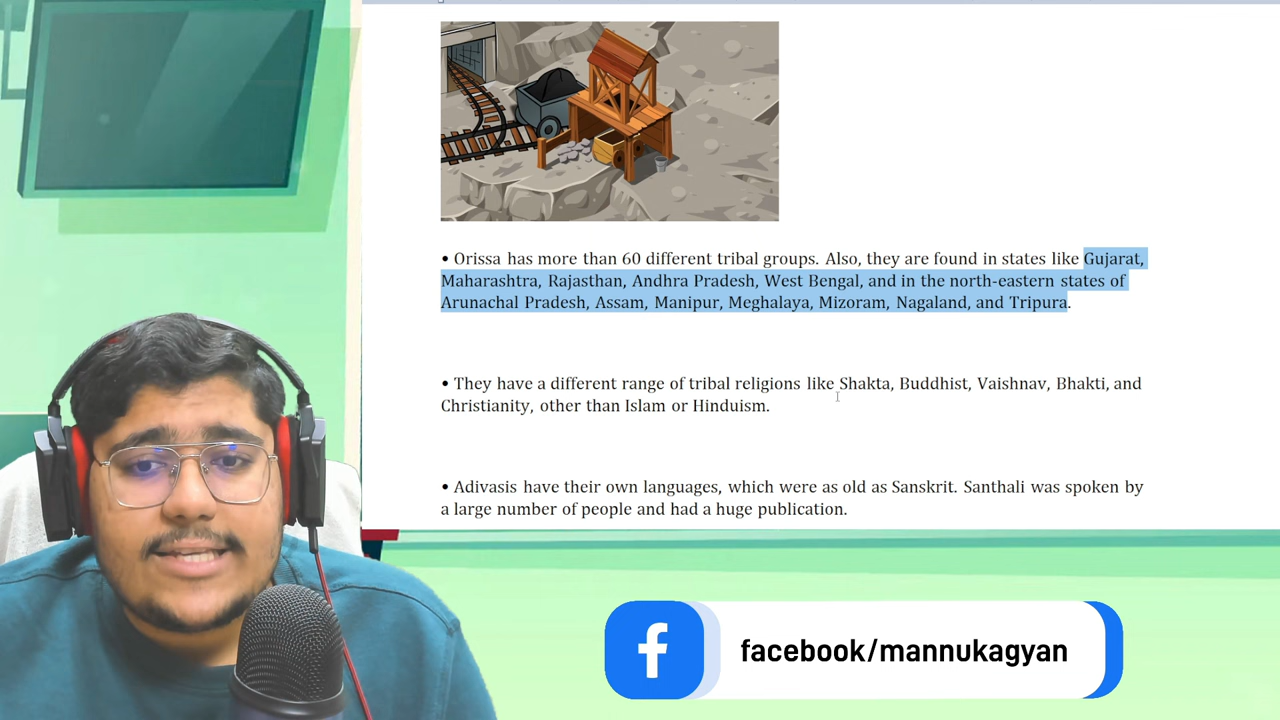 • Orissa has more than 60 different tribal groups. Also, they are found in states like Gujarat,
Maharashtra, Rajasthan, Andhra Pradesh, West Bengal, and in the north-eastern states of
Arunachal Pradesh, Assam, Manipur, Meghalaya, Mizoram, Nagaland, and Tripura.
• They have a different range of tribal religions like Shakta, Buddhist, Vaishnav, Bhakti, and
Christianity, other than Islam or Hinduism.
• Adivasis have their own languages, which were as old as Sanskrit. Santhali was spoken by
a large number of people and had a huge publication.
facebook/mannukagyan